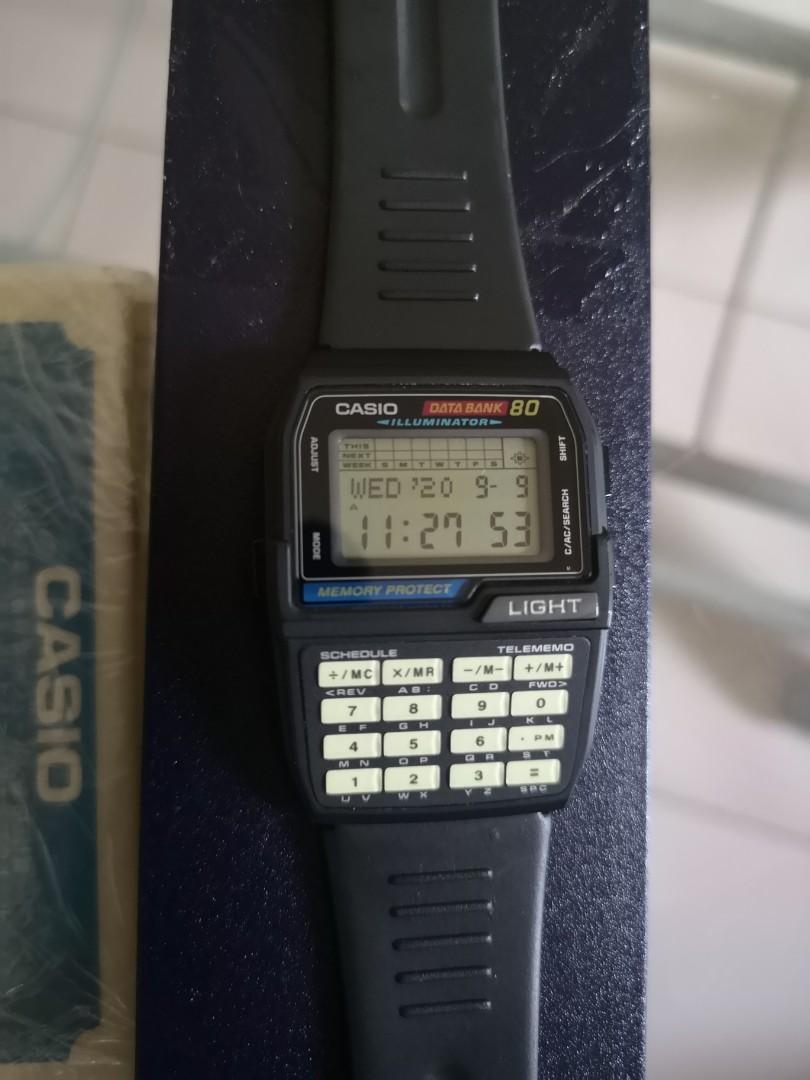 CASIO DATA BANK 80
ILLUMINATOR
ADJUST
SHIFT
THIS
NEXT
WEEK S M T W T F S
WED '20 9- 9
A
11:27 53
MODE
C/AC/SEARCH
C
MEMORY PROTECT
LIGHT
SCHEDULE TELEMEMO
÷/MC ×/MR −/M− +/M+
<REV A B : C D FWD>
7 8 9 0
E F G H I J K L
4 5 6 · PM
M N O P Q R S T
1 2 3 =
U V W X Y Z SPC
CASIO